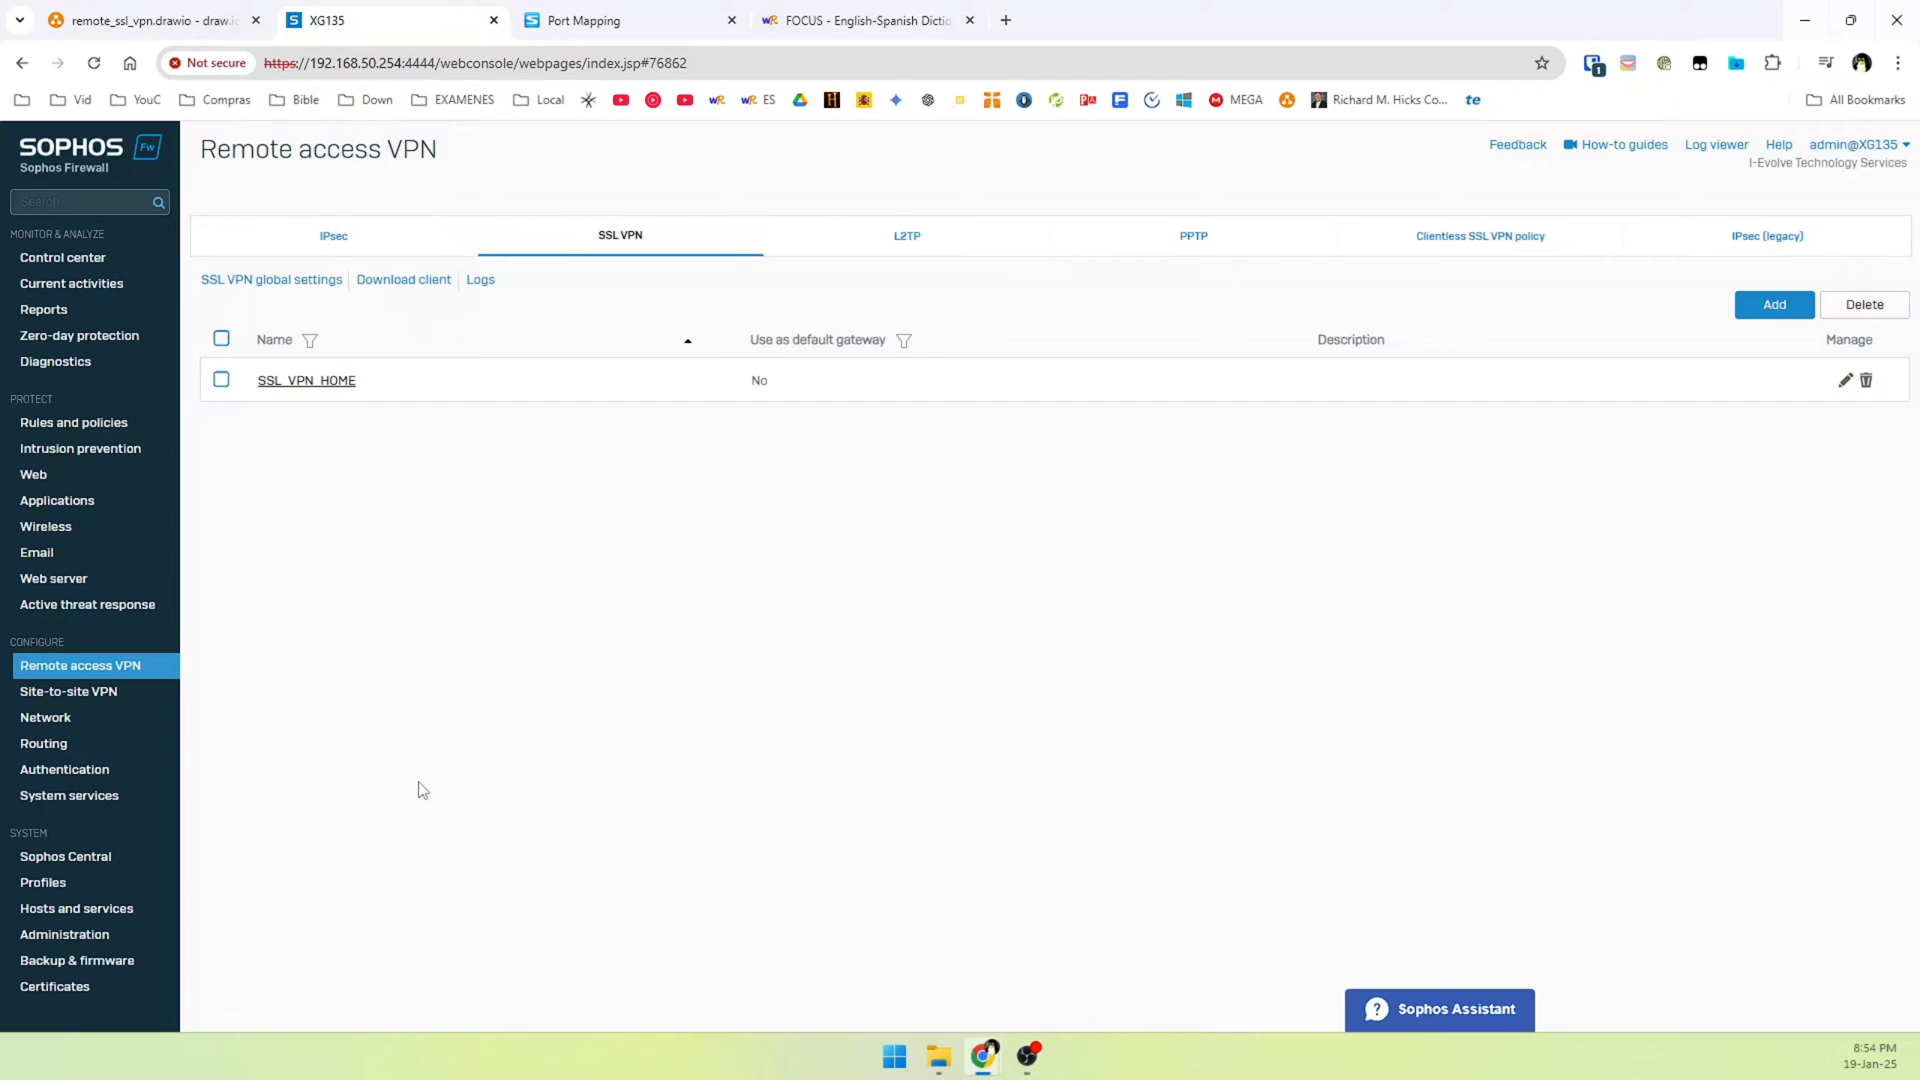 remote_ssl_vpn.drawio - draw.io
XG135
Port Mapping
FOCUS - English-Spanish Dictio
Not secure
https://192.168.50.254:4444/webconsole/webpages/index.jsp#76862
1
Vid
YouC
Compras
Bible
Down
EXAMENES
Local
WR
WR ES
MEGA
Richard M. Hicks Co...
te
All Bookmarks
SOPHOS Fw
Sophos Firewall
Search
MONITOR & ANALYZE
Control center
Current activities
Reports
Zero-day protection
Diagnostics
PROTECT
Rules and policies
Intrusion prevention
Web
Applications
Wireless
Email
Web server
Active threat response
CONFIGURE
Remote access VPN
Site-to-site VPN
Network
Routing
Authentication
System services
SYSTEM
Sophos Central
Profiles
Hosts and services
Administration
Backup & firmware
Certificates
Remote access VPN
Feedback
How-to guides
Log viewer
Help
admin@XG135
I-Evolve Technology Services
IPsec
SSL VPN
L2TP
PPTP
Clientless SSL VPN policy
IPsec (legacy)
SSL VPN global settings
Download client
Logs
Add
Delete
Name
Use as default gateway
Description
Manage
SSL_VPN_HOME
No
Sophos Assistant
8:54 PM
19-Jan-25